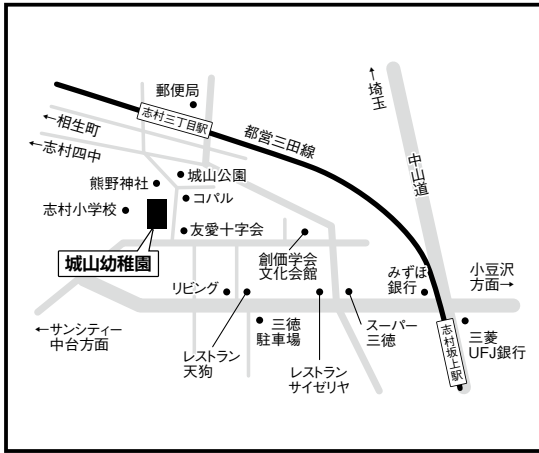 郵便局
志村三丁目駅
都営三田線
←埼玉
中山道
←相生町
←志村四中
熊野神社
城山公園
コパル
志村小学校
友愛十字会
城山幼稚園
創価学会
文化会館
みずほ
銀行
小豆沢
方面→
リビング
←サンシティー
中台方面
レストラン
天狗
三徳
駐車場
レストラン
サイゼリヤ
スーパー
三徳
志村坂上駅
三菱
UFJ銀行